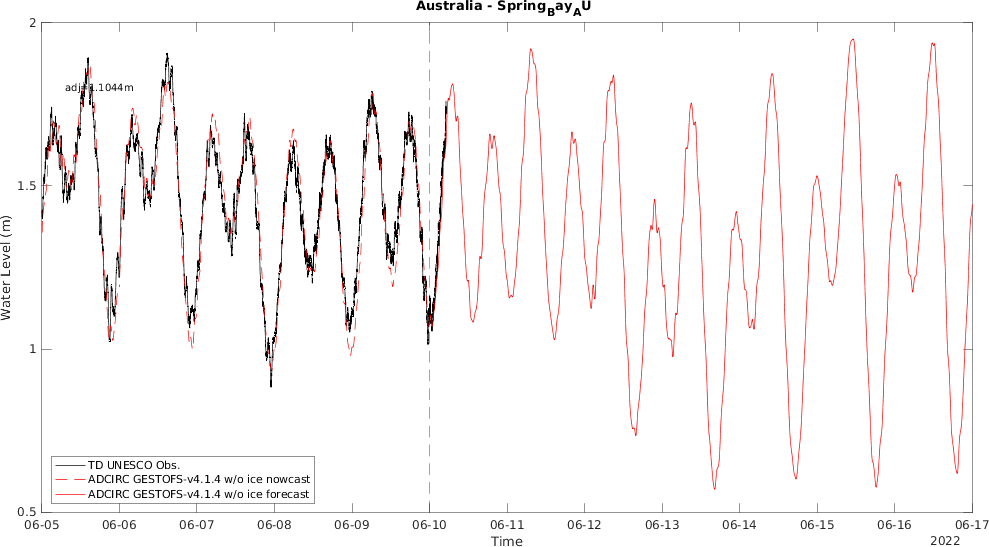 Australia - SpringBayAU
2
1.5
1
0.5
Water Level (m)
adj=1.1044m
TD UNESCO Obs.
ADCIRC GESTOFS-v4.1.4 w/o ice nowcast
ADCIRC GESTOFS-v4.1.4 w/o ice forecast
06-05 06-06 06-07 06-08 06-09 06-10 06-11 06-12 06-13 06-14 06-15 06-16 06-17
Time
2022